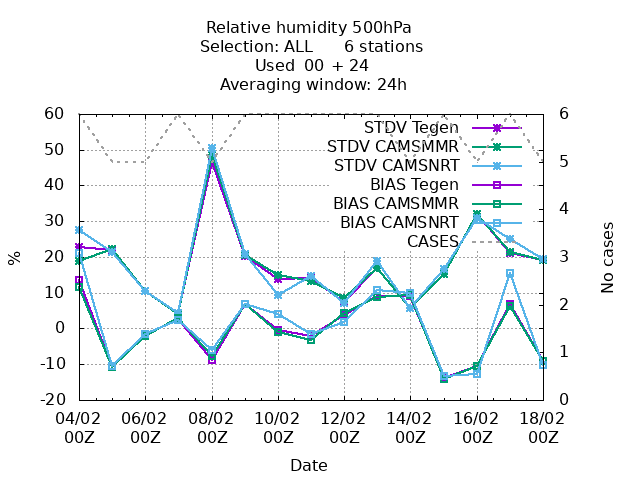 Relative humidity 500hPa
Selection: ALL 6 stations
Used 00 + 24
Averaging window: 24h
60
50
40
30
20
10
0
-10
-20
%
STDV Tegen
STDV CAMSMMR
STDV CAMSNRT
BIAS Tegen
BIAS CAMSMMR
BIAS CAMSNRT
CASES
6
5
4
3
2
1
0
No cases
04/02 06/02 08/02 10/02 12/02 14/02 16/02 18/02
00Z 00Z 00Z 00Z 00Z 00Z 00Z 00Z
Date